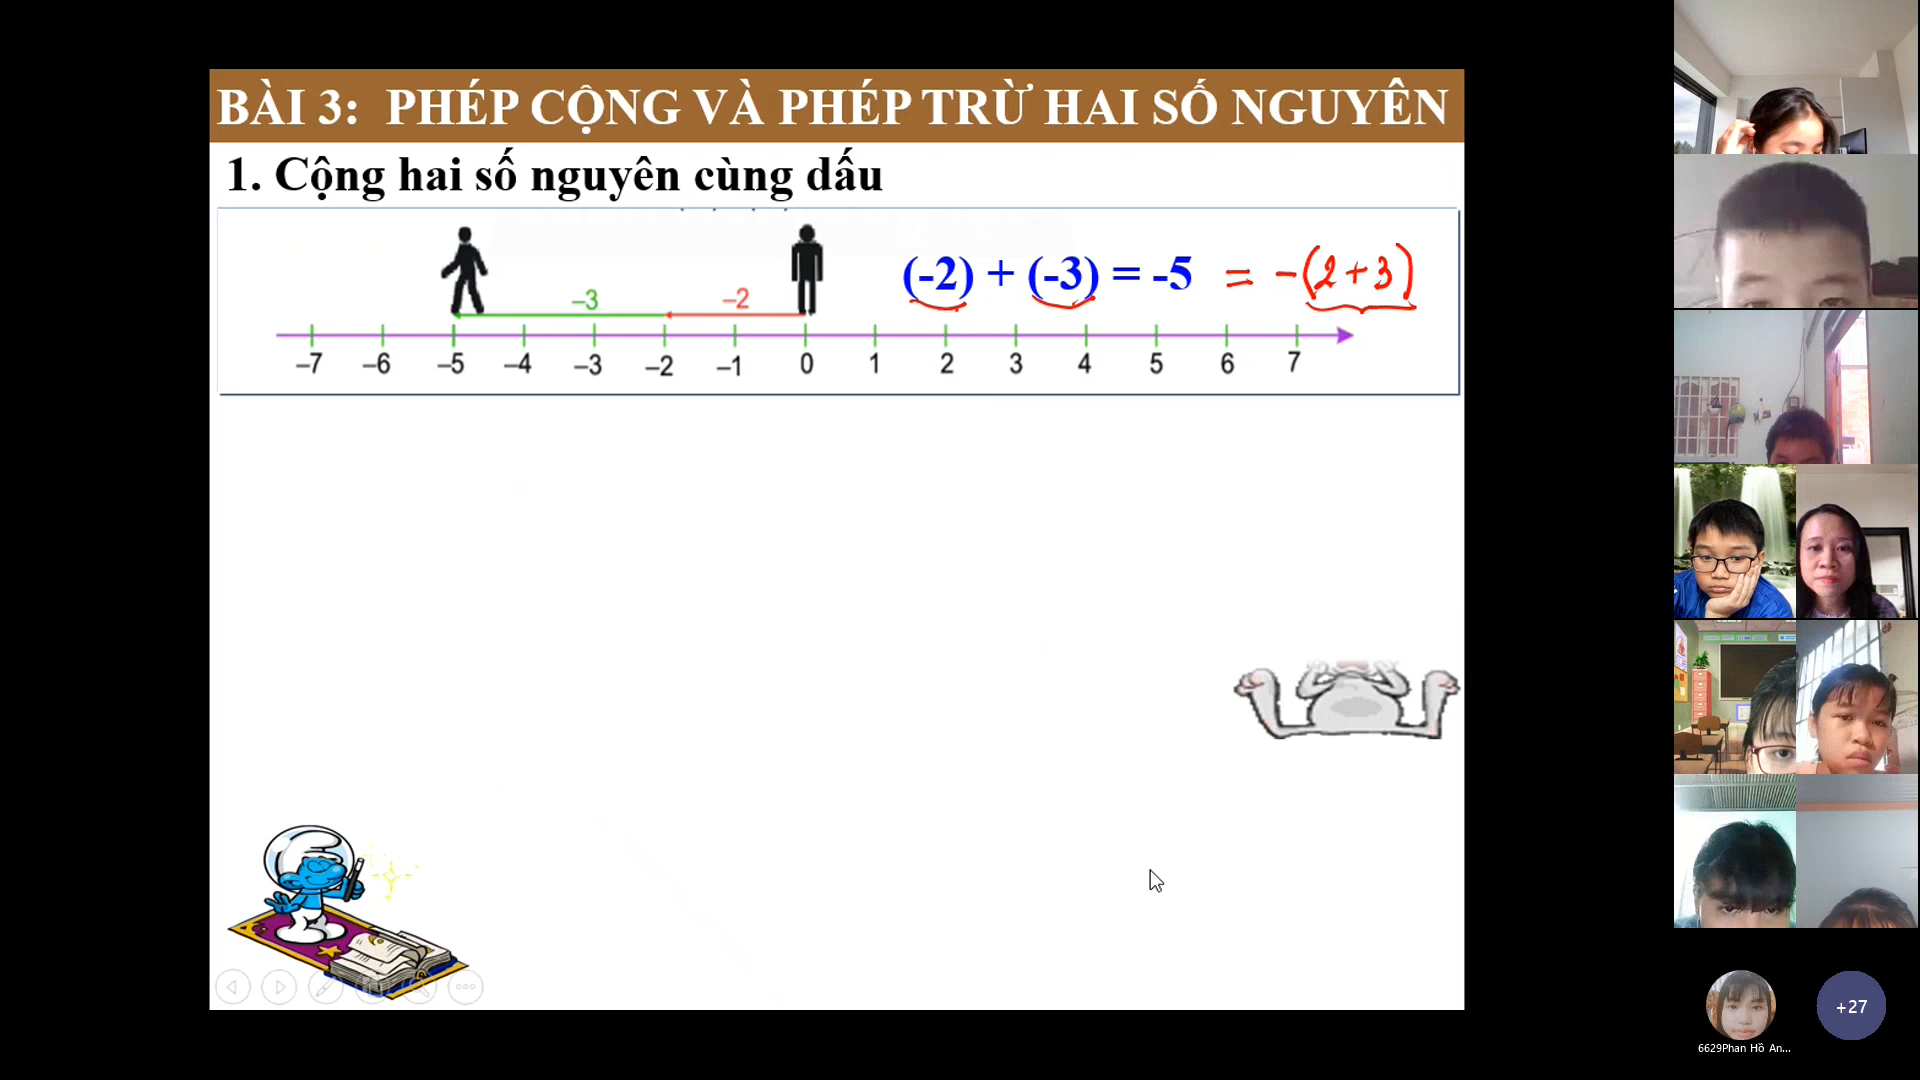 BÀI 3: PHÉP CỘNG VÀ PHÉP TRỪ HAI SỐ NGUYÊN
1. Cộng hai số nguyên cùng dấu
(-2) + (-3) = -5 = -(2+3)
–3 –2
–7 –6 –5 –4 –3 –2 –1 0 1 2 3 4 5 6 7
+27
6629Phan Hồ An...